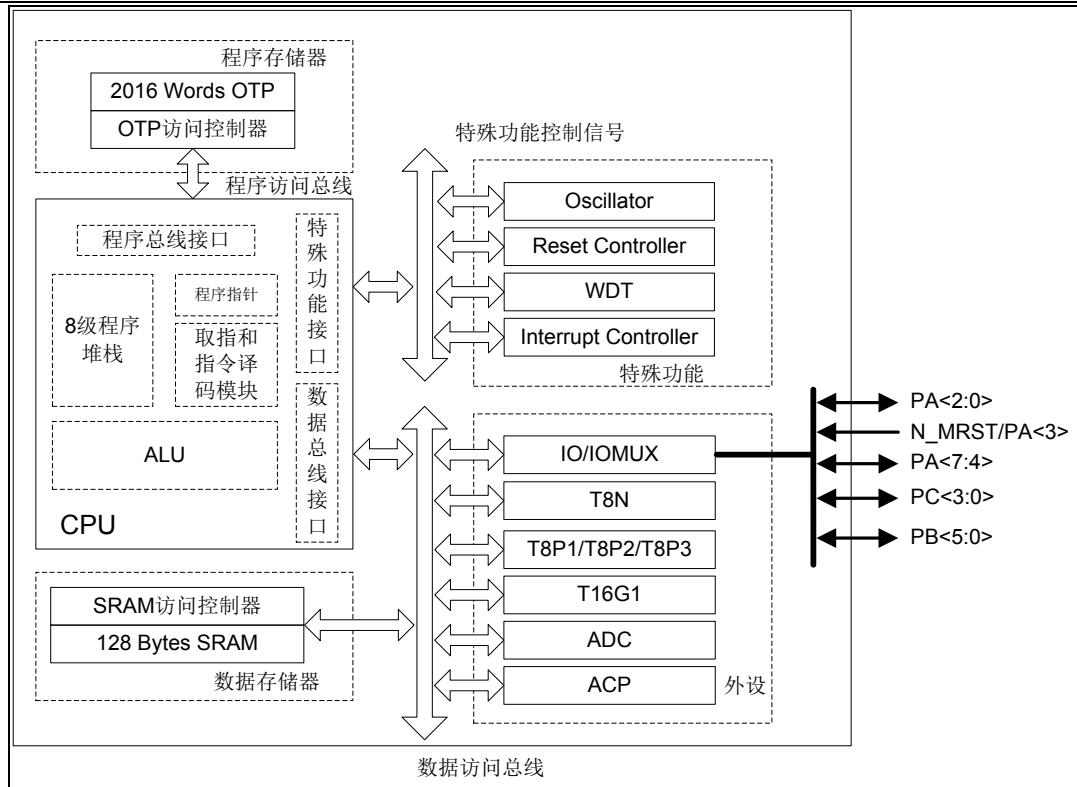 程序存储器
2016 Words OTP
OTP访问控制器
程序访问总线
程序总线接口
8级程序
堆栈
程序指针
取指和
指令译
码模块
ALU
CPU
特
殊
功
能
接
口
数
据
总
线
接
口
SRAM访问控制器
128 Bytes SRAM
数据存储器
特殊功能控制信号
Oscillator
Reset Controller
WDT
Interrupt Controller
特殊功能
IO/IOMUX
T8N
T8P1/T8P2/T8P3
T16G1
ADC
ACP
外设
数据访问总线
PA<2:0>
N_MRST/PA<3>
PA<7:4>
PC<3:0>
PB<5:0>